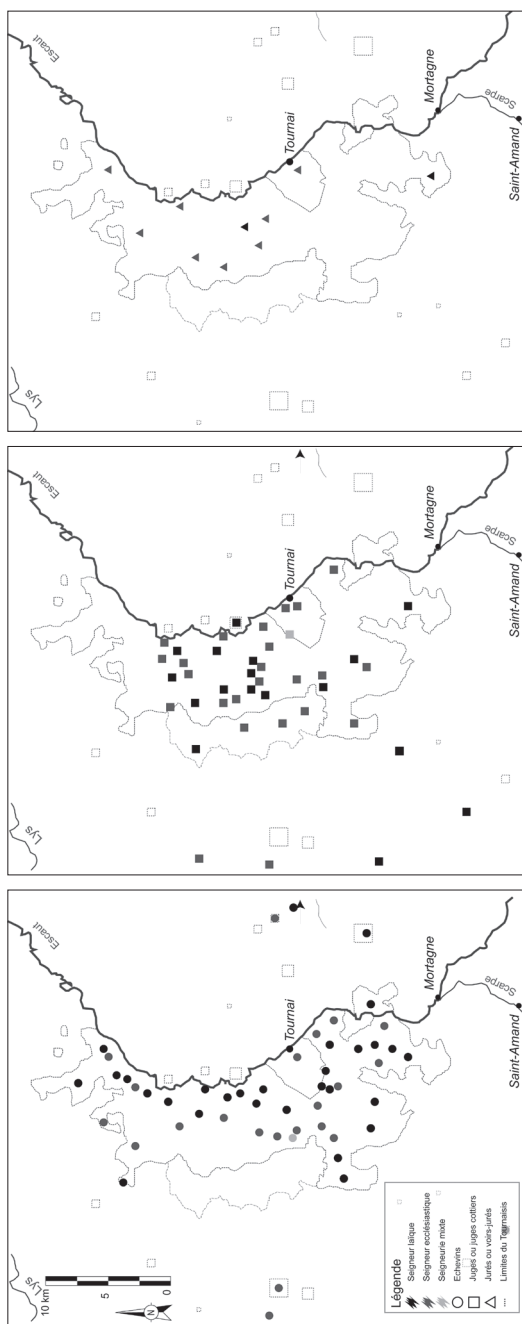 Escaut
Lys
Tournai
Mortagne
Scarpe
Saint-Amand
Escaut
Lys
Tournai
Mortagne
Scarpe
Saint-Amand
Escaut
Lys
10 km
5
0
N
Tournai
Mortagne
Scarpe
Saint-Amand
Légende
Seigneur laïque
Seigneur ecclésiastique
Seigneurie mixte
Echevins
Juges ou juges cottiers
Jurés ou voirs-jurés
Limites du Tournaisis